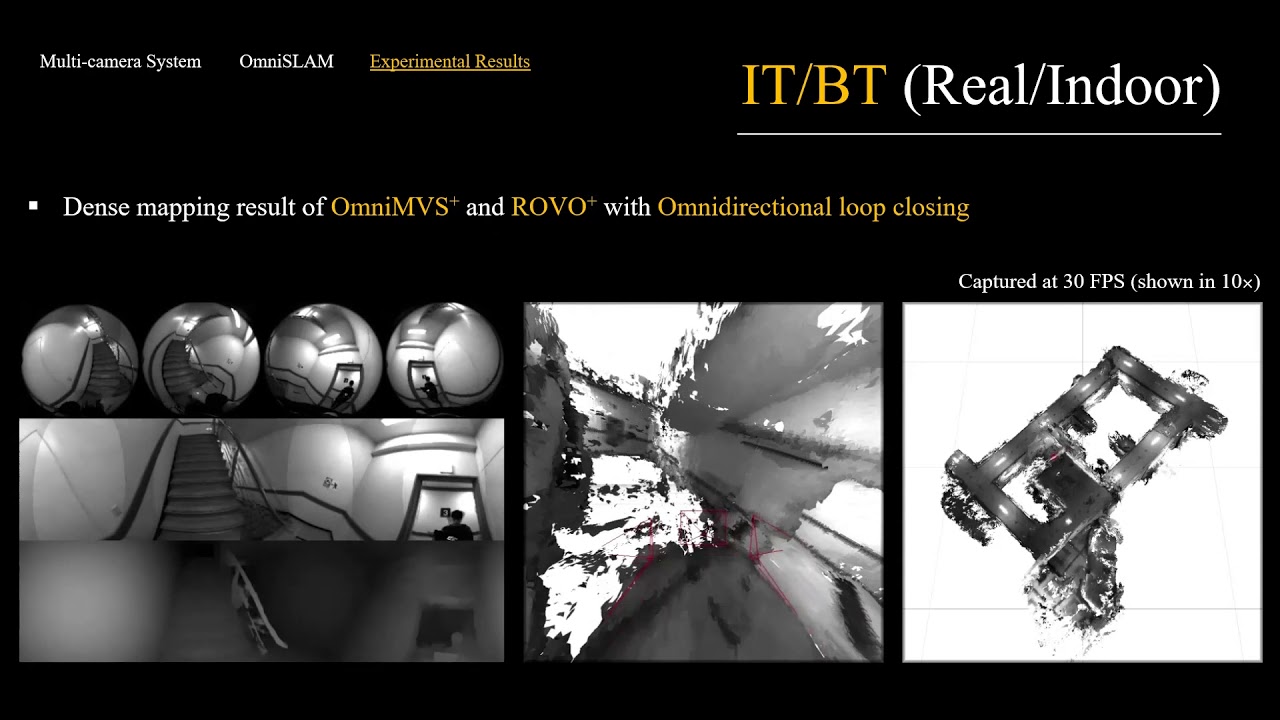 Multi-camera System OmniSLAM Experimental Results
IT/BT (Real/Indoor)
▪ Dense mapping result of OmniMVS⁺ and ROVO⁺ with Omnidirectional loop closing
Captured at 30 FPS (shown in 10×)
3